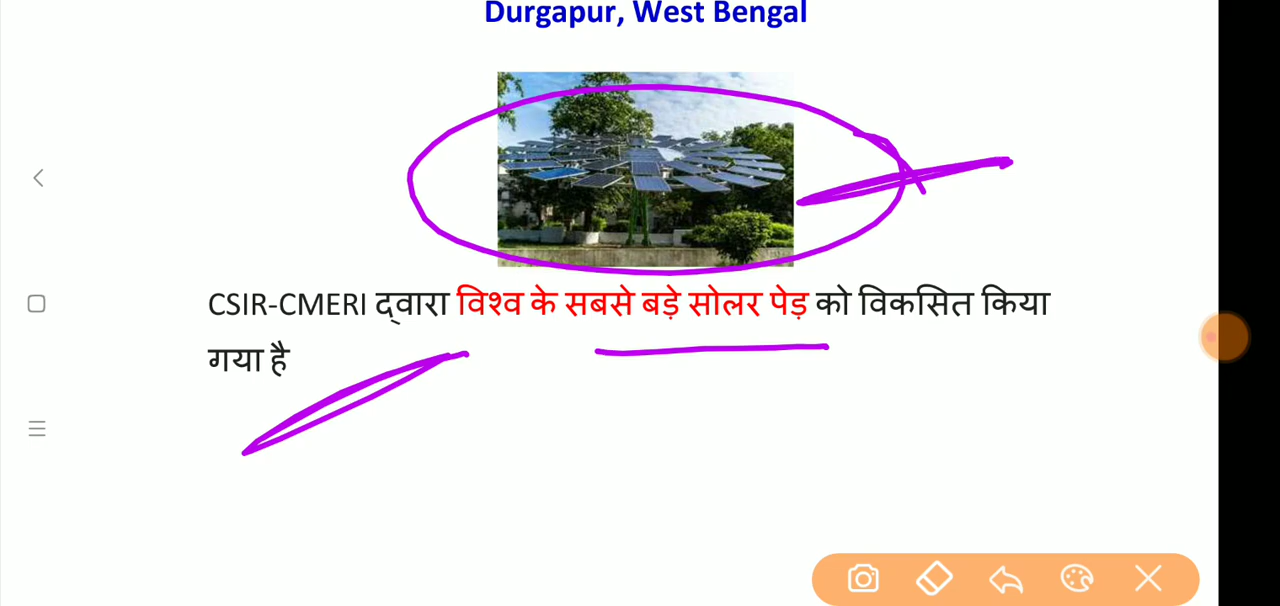 Durgapur, West Bengal
CSIR-CMERI द्वारा विश्व के सबसे बड़े सोलर पेड़ को विकसित किया
गया है